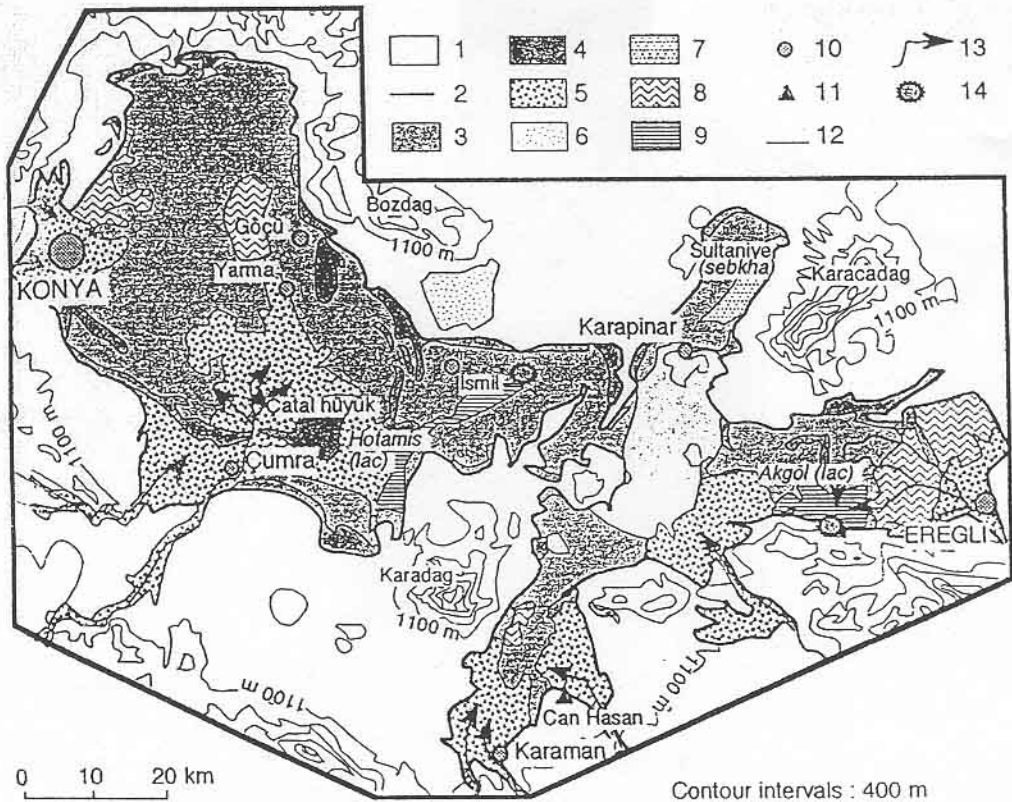 1
4
7
10
13
2
5
8
11
14
3
6
9
12
Bozdag
1100 m
Göçü
Sultaniye
(sebkha)
Karacadag
KONYA
Yarma
1100 m
Karapinar
Ismil
Çatal hüyük
Hotamis
(lac)
1100 m
Çumra
Akgöl (lac)
EREGLI
Karadag
1100 m
1100 m
1100 m
Can Hasan
Karaman
0 10 20 km
Contour intervals : 400 m